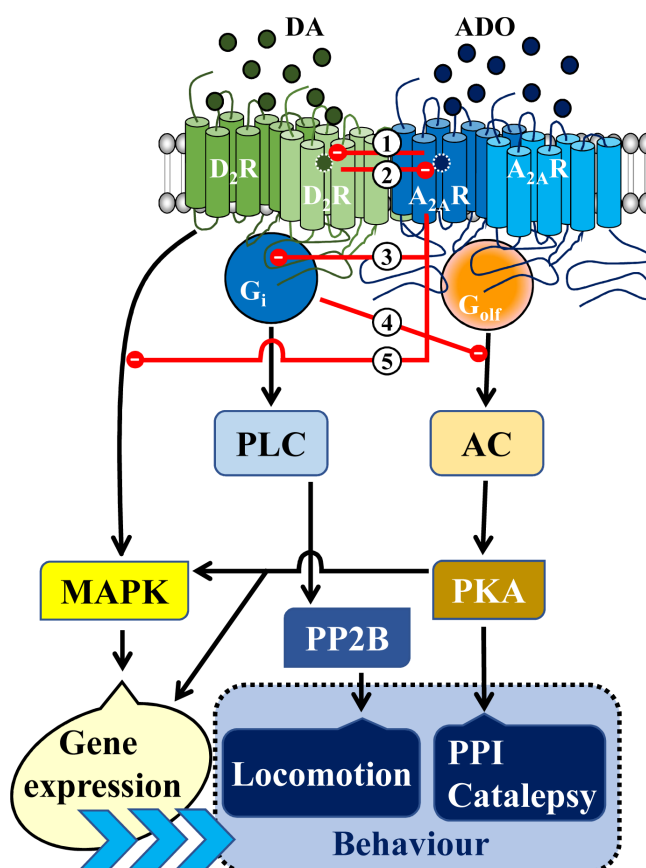 DA
ADO
D2R
D2R
A2AR
A2AR
1
2
3
4
5
Gi
Golf
PLC
AC
MAPK
PKA
PP2B
Gene
expression
Locomotion
PPI
Catalepsy
Behaviour